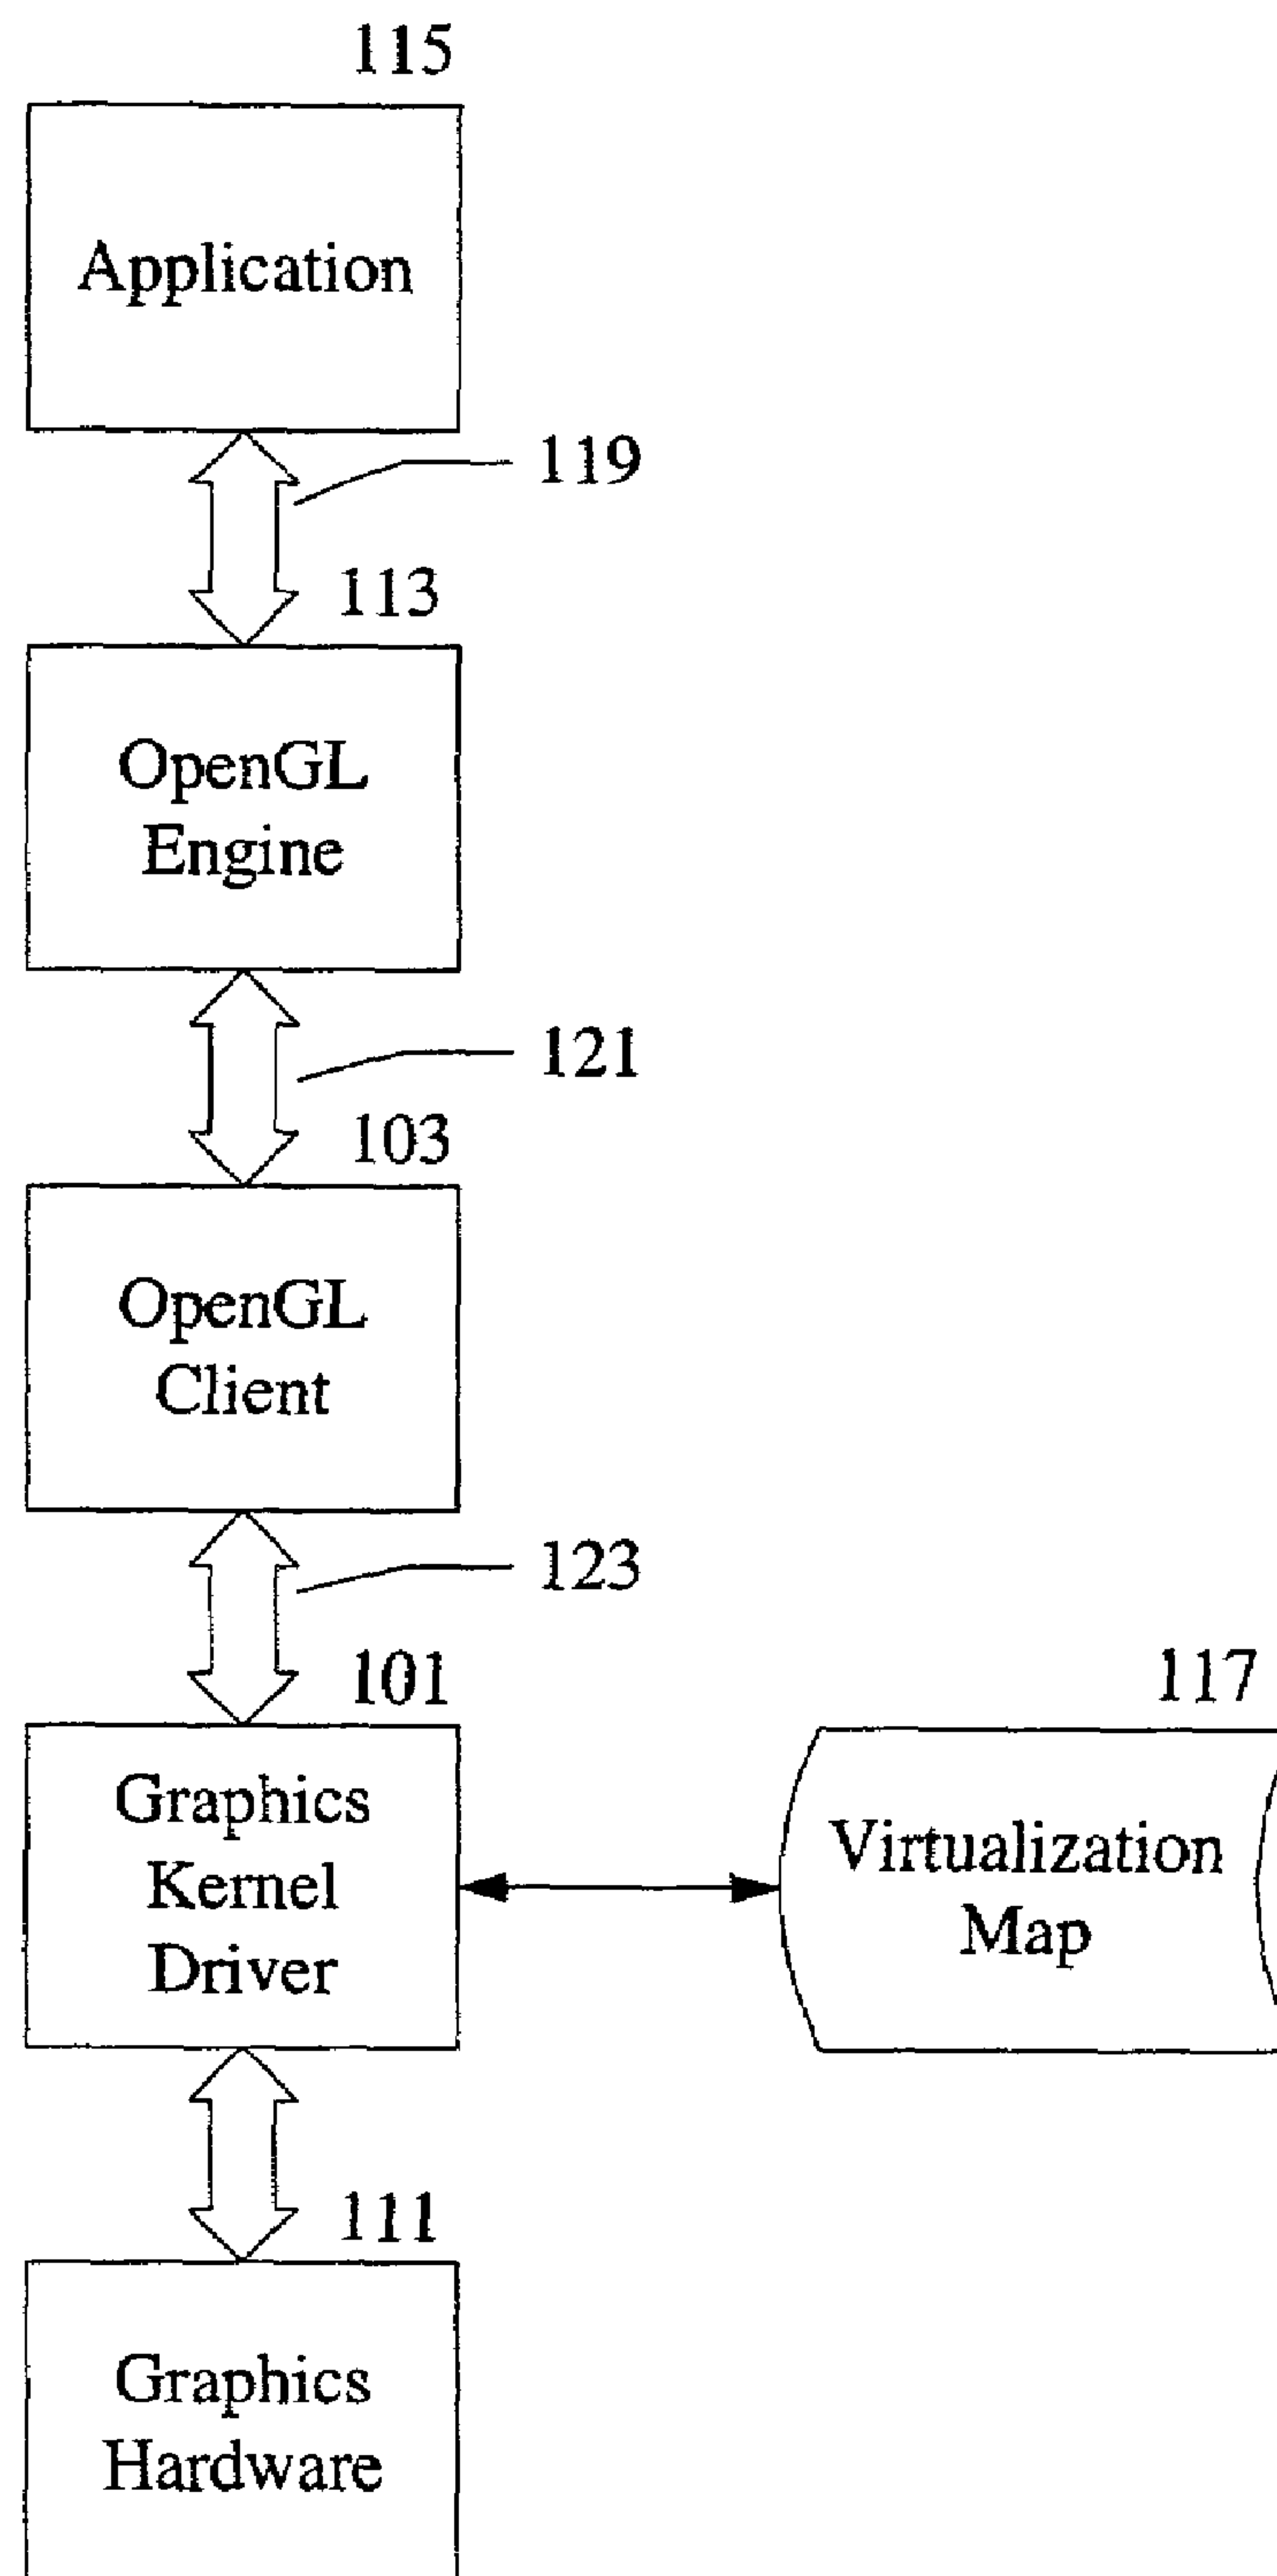 115
Application
119
113
OpenGL
Engine
121
103
OpenGL
Client
123
101
Graphics
Kernel
Driver
117
Virtualization
Map
111
Graphics
Hardware